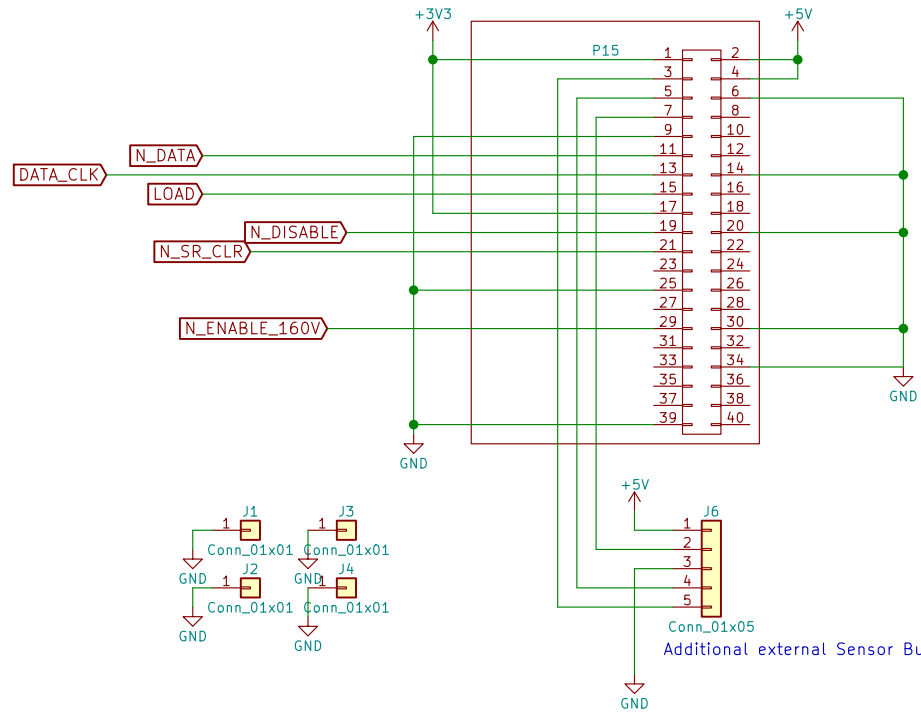 +3V3
+5V
P15
1 2
3 4
5 6
7 8
9 10
N_DATA
11 12
DATA_CLK
13 14
LOAD
15 16
17 18
N_DISABLE
19 20
N_SR_CLR
21 22
23 24
25 26
27 28
N_ENABLE_160V
29 30
31 32
33 34
35 36
GND
37 38
39 40
GND
+5V
J1
1
Conn_01x01
GND
J3
1
Conn_01x01
GND
J2
1
Conn_01x01
GND
J4
1
Conn_01x01
GND
J6
1
2
3
4
5
Conn_01x05
Additional external Sensor Bu
GND